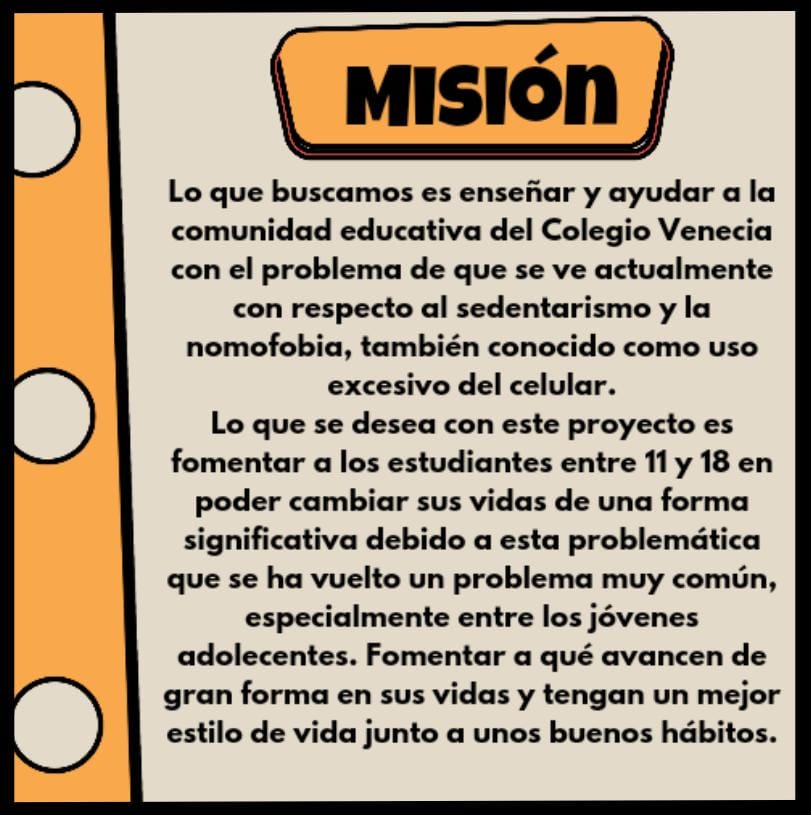 Misión
Lo que buscamos es enseñar y ayudar a la
comunidad educativa del Colegio Venecia
con el problema de que se ve actualmente
con respecto al sedentarismo y la
nomofobia, también conocido como uso
excesivo del celular.
Lo que se desea con este proyecto es
fomentar a los estudiantes entre 11 y 18 en
poder cambiar sus vidas de una forma
significativa debido a esta problemática
que se ha vuelto un problema muy común,
especialmente entre los jóvenes
adolecentes. Fomentar a qué avancen de
gran forma en sus vidas y tengan un mejor
estilo de vida junto a unos buenos hábitos.